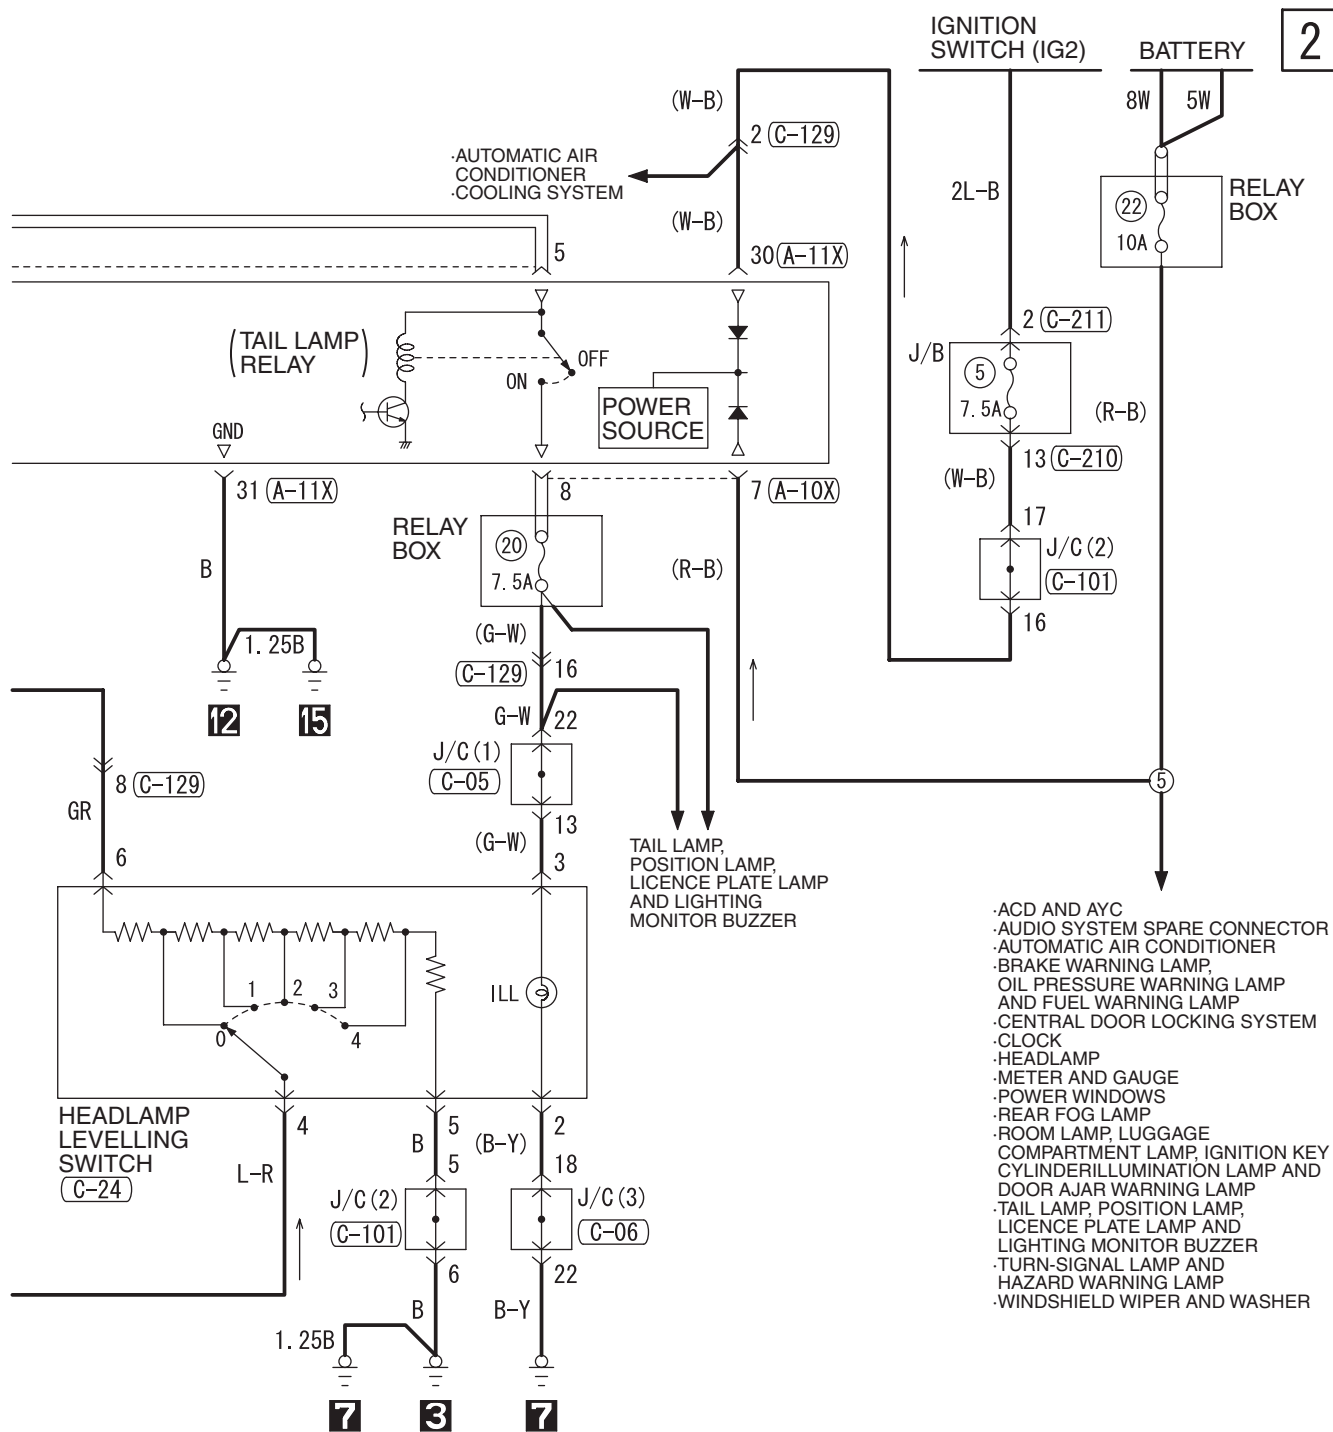 IGNITION
SWITCH (IG2)
BATTERY
2
8W
5W
(W-B)
2 (C-129)
·AUTOMATIC AIR
CONDITIONER
·COOLING SYSTEM
2L-B
RELAY
BOX
22
10A
(W-B)
5
30 (A-11X)
2 (C-211)
J/B
5
7.5A
(R-B)
(TAIL LAMP)
RELAY
OFF
ON
POWER
SOURCE
GND
13 (C-210)
(W-B)
31 (A-11X)
8
7 (A-10X)
17
RELAY
BOX
20
7.5A
J/C(2)
C-101
B
(R-B)
16
1.25B
(G-W)
C-129
16
12
15
G-W
22
J/C(1)
C-05
8 (C-129)
5
GR
13
(G-W)
6
3
TAIL LAMP,
POSITION LAMP,
LICENCE PLATE LAMP
AND LIGHTING
MONITOR BUZZER
·ACD AND AYC
·AUDIO SYSTEM SPARE CONNECTOR
·AUTOMATIC AIR CONDITIONER
·BRAKE WARNING LAMP,
OIL PRESSURE WARNING LAMP
AND FUEL WARNING LAMP
·CENTRAL DOOR LOCKING SYSTEM
·CLOCK
·HEADLAMP
·METER AND GAUGE
·POWER WINDOWS
·REAR FOG LAMP
·ROOM LAMP, LUGGAGE
COMPARTMENT LAMP, IGNITION KEY
CYLINDERILLUMINATION LAMP AND
DOOR AJAR WARNING LAMP
·TAIL LAMP, POSITION LAMP,
LICENCE PLATE LAMP AND
LIGHTING MONITOR BUZZER
·TURN-SIGNAL LAMP AND
HAZARD WARNING LAMP
·WINDSHIELD WIPER AND WASHER
1
2
3
0
4
ILL
HEADLAMP
LEVELLING
SWITCH
C-24
4
5
2
B
(B-Y)
L-R
5
18
J/C(2)
C-101
J/C(3)
C-06
6
22
B
B-Y
1.25B
7
3
7